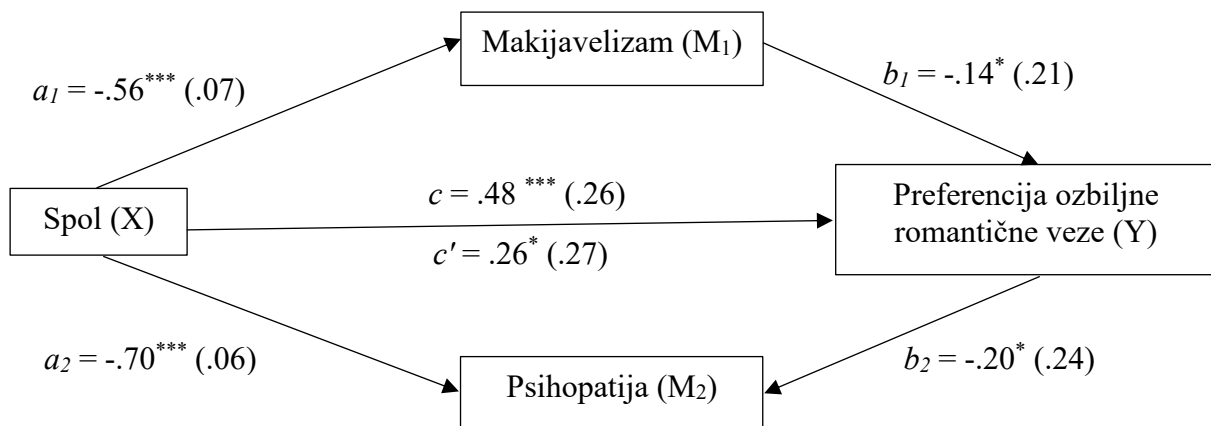 Makijavelizam (M₁)
a₁ = -.56*** (.07)
b₁ = -.14* (.21)
Spol (X)
c = .48 *** (.26)
c′ = .26* (.27)
Preferencija ozbiljne
romantične veze (Y)
a₂ = -.70*** (.06)
b₂ = -.20* (.24)
Psihopatija (M₂)